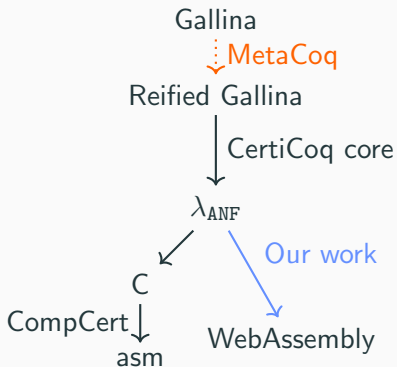 Gallina
MetaCoq
Reified Gallina
CertiCoq core
λANF
Our work
C
CompCert
WebAssembly
asm